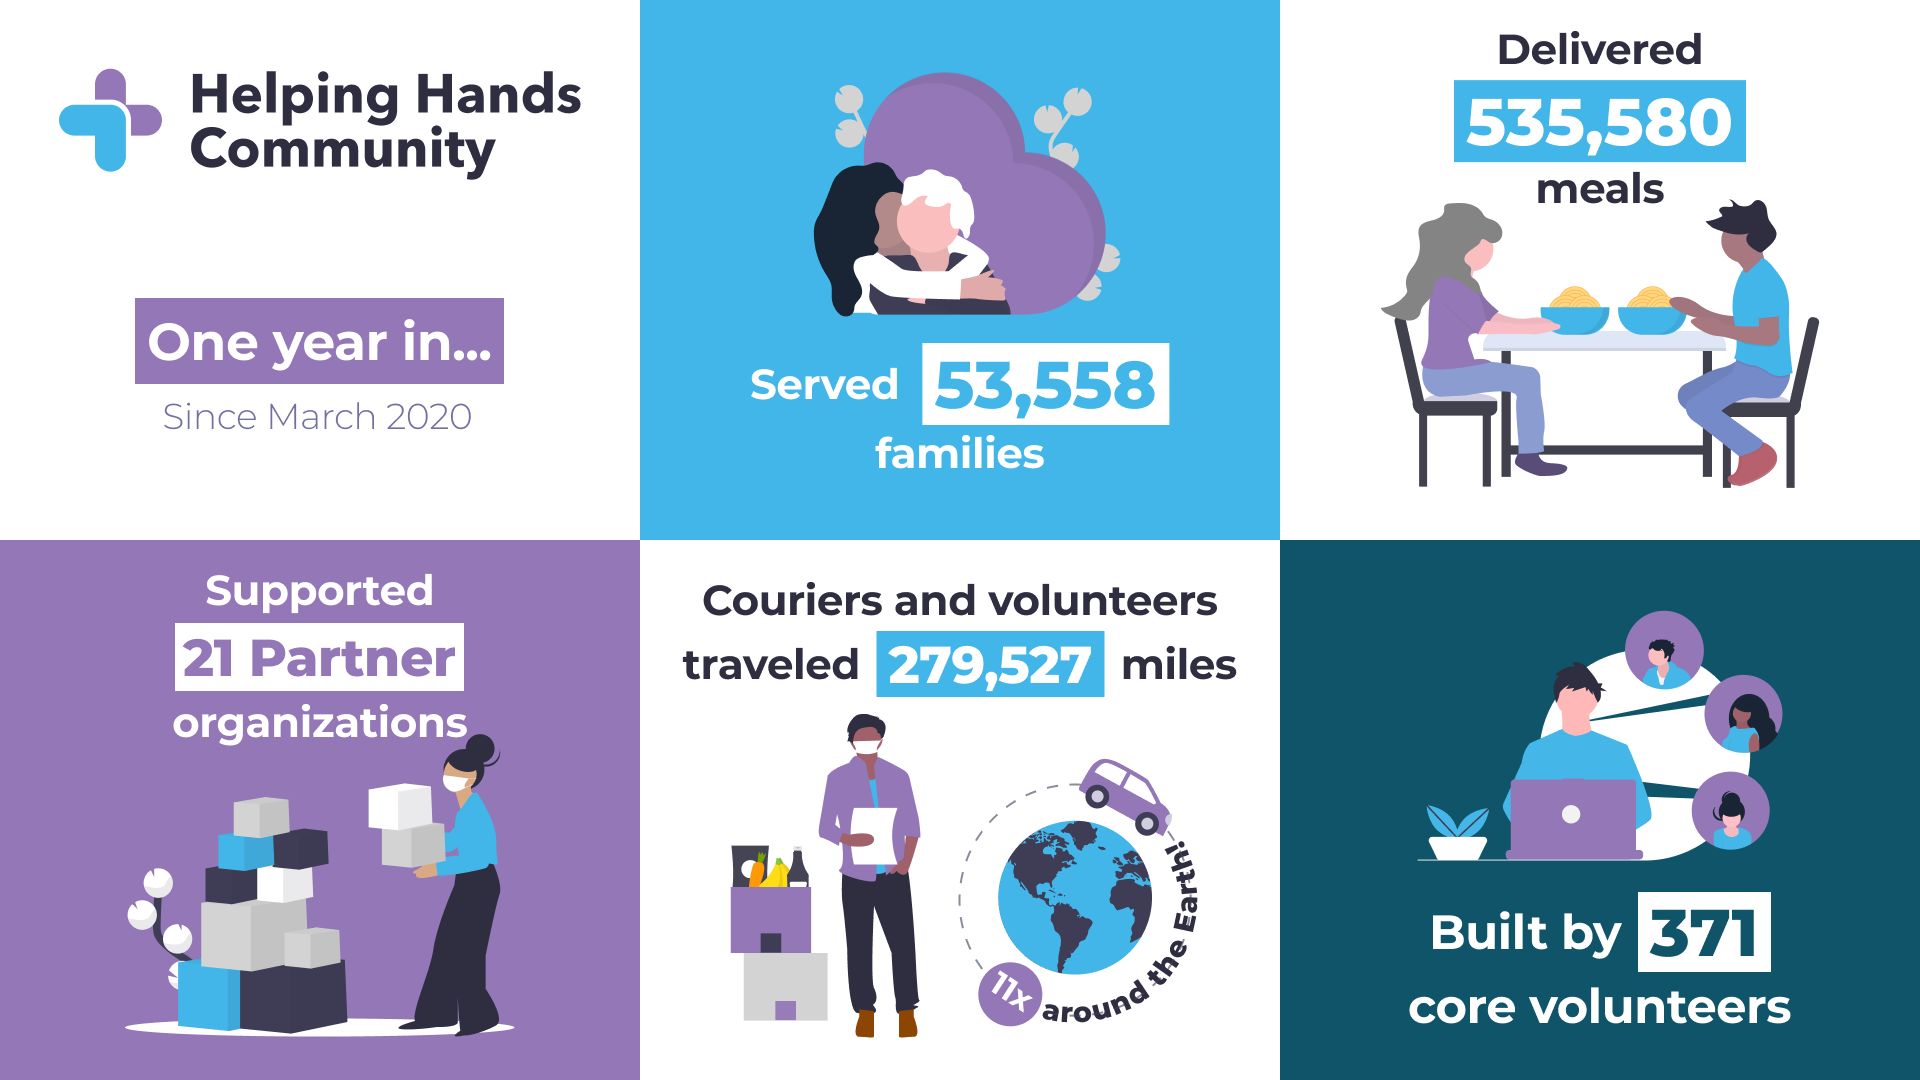 Helping Hands
Community
One year in...
Since March 2020
Served 53,558
families
Delivered
535,580
meals
Supported
21 Partner
organizations
Couriers and volunteers
traveled 279,527 miles
11x around the Earth!
Built by 371
core volunteers